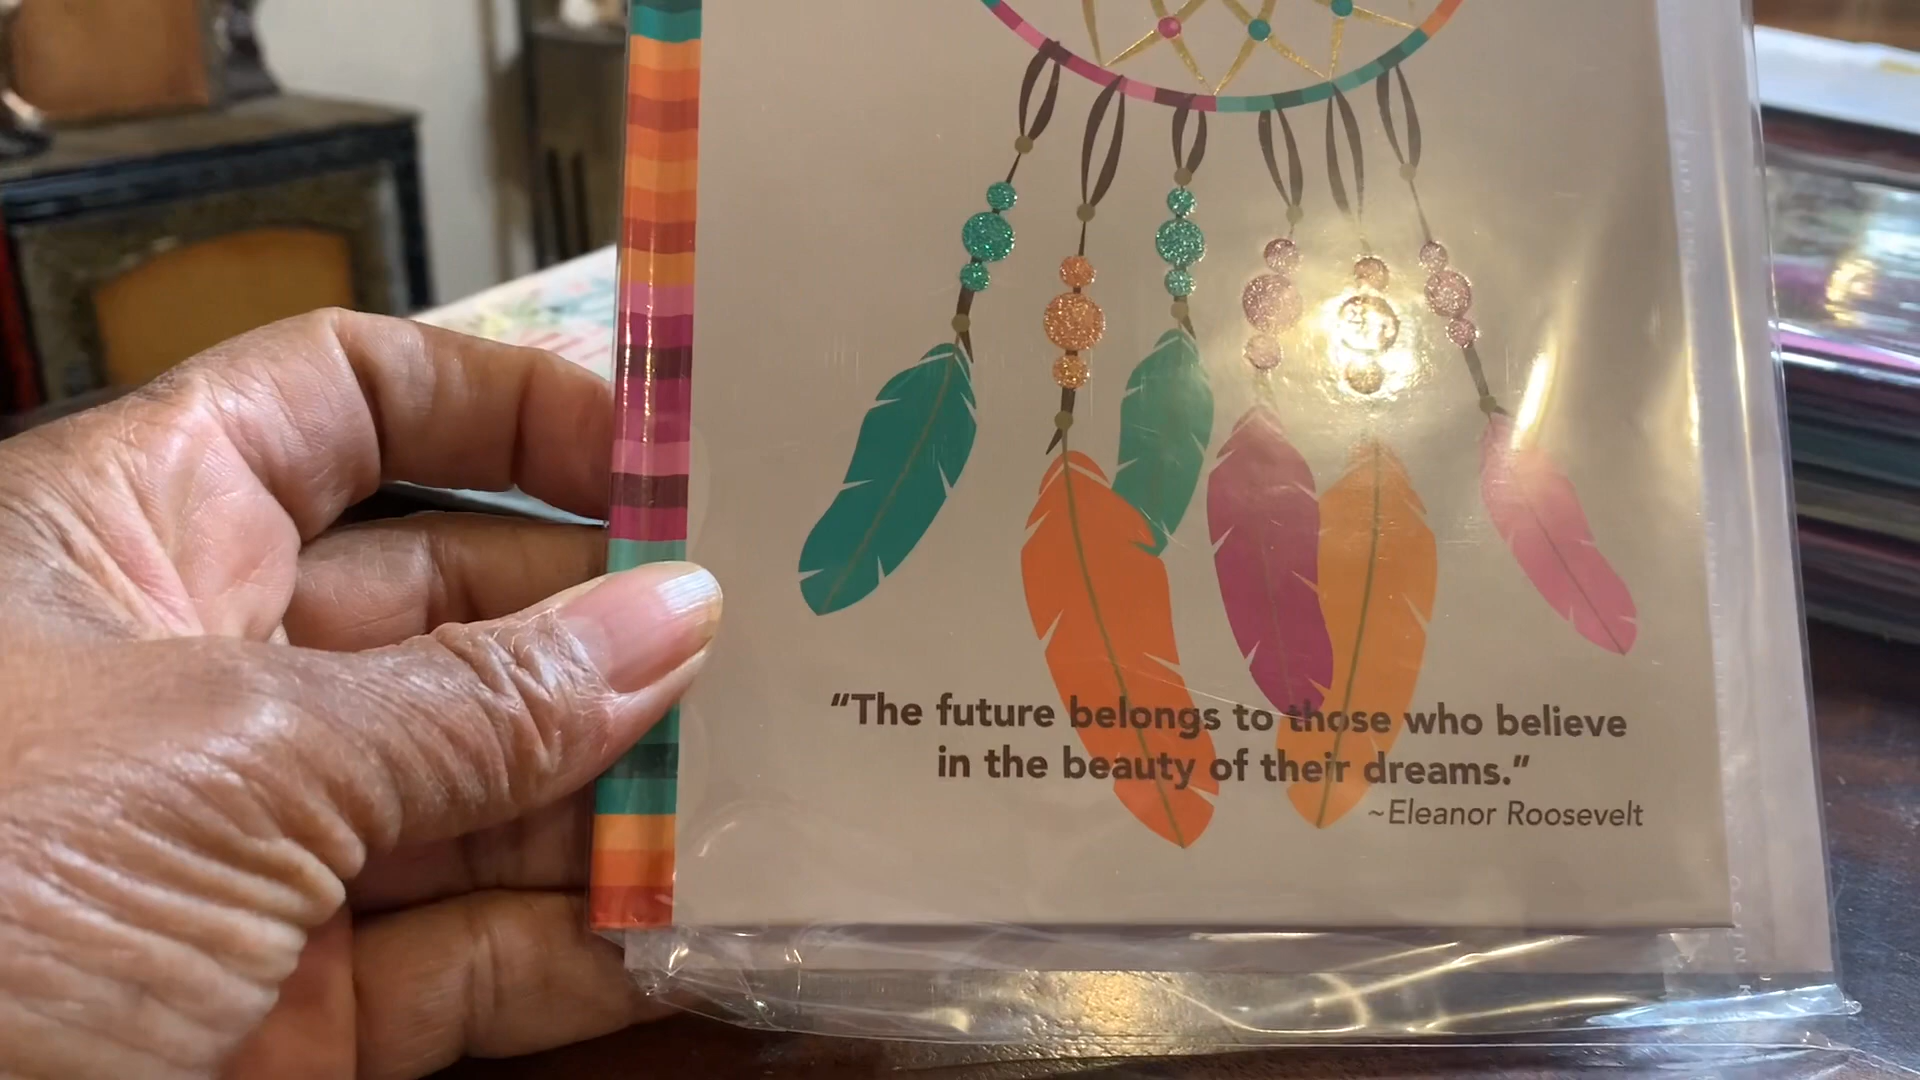 “The future belongs to those who believe
in the beauty of their dreams.”
~Eleanor Roosevelt